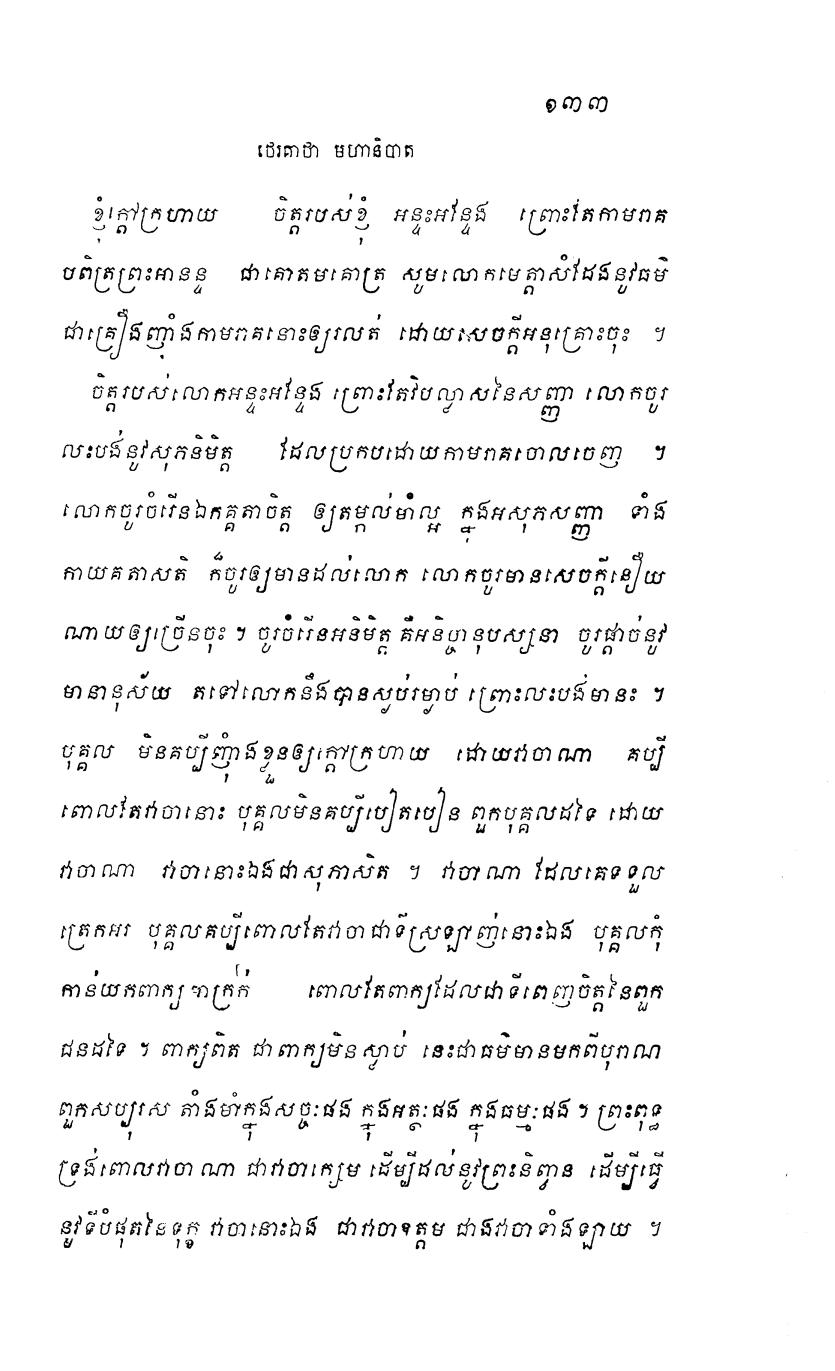 ១៣៣
ថេរគាថា មហានិបាត
ខ្ញុំក្តៅក្រហាយ ចិត្តរបស់ខ្ញុំ អន្ទះអន្ទែង ព្រោះតែកាមរាគ
បពិត្រព្រះអានន្ទ ជាគោតមគោត្រ សូមលោកមេត្តាសំដែងនូវធម៌
ជាគ្រឿងញ៉ាំងកាមរាគនោះឲ្យរលត់ ដោយសេចក្តីអនុគ្រោះចុះ ។
ចិត្តរបស់លោកអន្ទះអន្ទែង ព្រោះតែវិបល្លាសនៃសញ្ញា លោកចូរ
លះបង់នូវសុភនិមិត្ត ដែលប្រកបដោយកាមរាគចោលចេញ ។
លោកចូរចំរើនឯកគ្គតាចិត្ត ឲ្យតម្កល់មាំល្អ ក្នុងអសុភសញ្ញា ទាំង
កាយគតាសតិ ក៏ចូរឲ្យមានដល់លោក លោកចូរមានសេចក្តីនឿយ
ណាយឲ្យច្រើនចុះ ។ ចូរចំរើនអនិមិត្ត គឺអនិច្ចានុបស្សនា ចូរផ្តាច់នូវ
មានានុស័យ តទៅលោកនឹងបានស្ងប់រម្ងាប់ ព្រោះលះបង់មានះ ។
បុគ្គល មិនគប្បីញុំាងខ្លួនឲ្យក្តៅក្រហាយ ដោយវាចាណា គប្បី
ពោលតែវាចានោះ បុគ្គលមិនគប្បីបៀតបៀន ពួកបុគ្គលដទៃ ដោយ
វាចាណា វាចានោះឯងជាសុភាសិត ។ វាចាណា ដែលគេទទួល
ត្រេកអរ បុគ្គលគប្បីពោលតែវាចាជាទីស្រឡាញ់នោះឯង បុគ្គលកុំ
កាន់យកពាក្យអាក្រក់ ពោលតែពាក្យដែលជាទីពេញចិត្តនៃពួក
ជនដទៃ ។ ពាក្យពិត ជាពាក្យមិនស្លាប់ នេះជាធម៌មានមកពីបុរាណ
ពួកសប្បុរស តាំងមាំក្នុងសច្ចៈផង ក្នុងអត្ថៈផង ក្នុងធម្មៈផង ។ ព្រះពុទ្ធ
ទ្រង់ពោលវាចាណា ជាវាចាក្សេម ដើម្បីដល់នូវព្រះនិព្វាន ដើម្បីធ្វើ
នូវទីបំផុតនៃទុក្ខ វាចានោះឯង ជាវាចាឧត្តម ជាងវាចាទាំងឡាយ ។